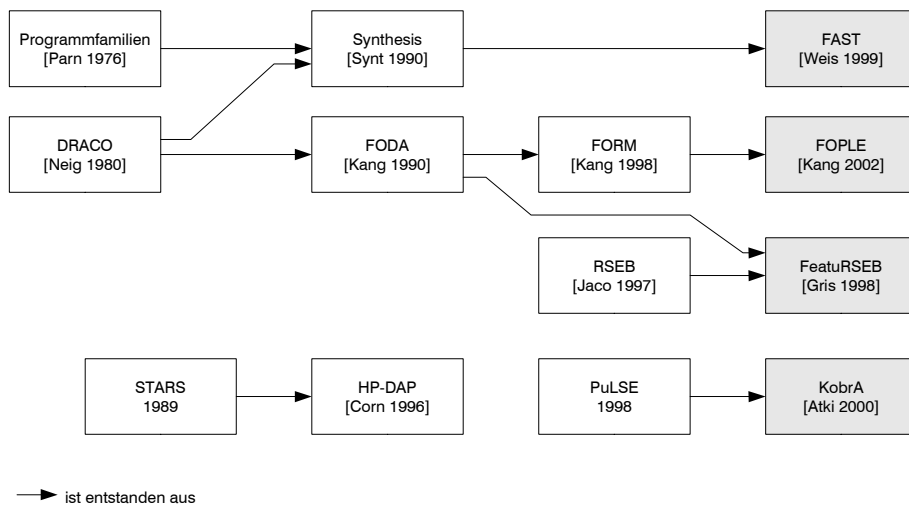 Programmfamilien
[Parn 1976]
Synthesis
[Synt 1990]
FAST
[Weis 1999]
DRACO
[Neig 1980]
FODA
[Kang 1990]
FORM
[Kang 1998]
FOPLE
[Kang 2002]
RSEB
[Jaco 1997]
FeatuRSEB
[Gris 1998]
STARS
1989
HP-DAP
[Corn 1996]
PuLSE
1998
KobrA
[Atki 2000]
ist entstanden aus